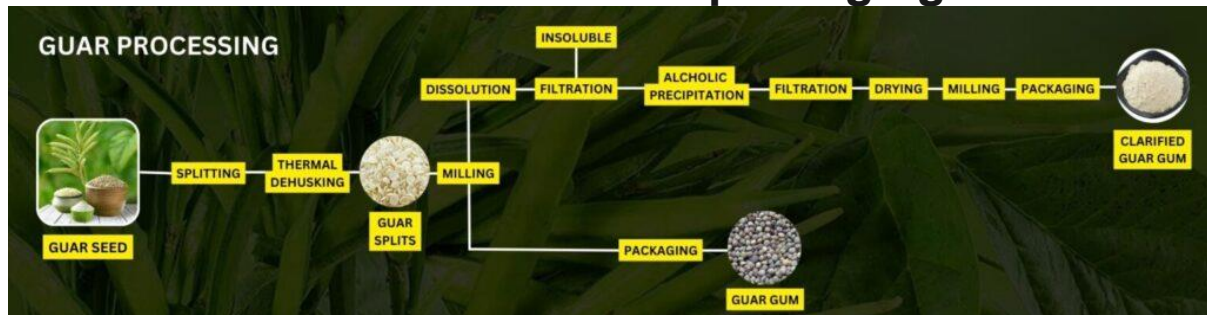 GUAR PROCESSING
GUAR SEED
SPLITTING
THERMAL
DEHUSKING
GUAR
SPLITS
MILLING
DISSOLUTION
INSOLUBLE
FILTRATION
ALCHOLIC
PRECIPITATION
FILTRATION
DRYING
MILLING
PACKAGING
CLARIFIED
GUAR GUM
PACKAGING
GUAR GUM